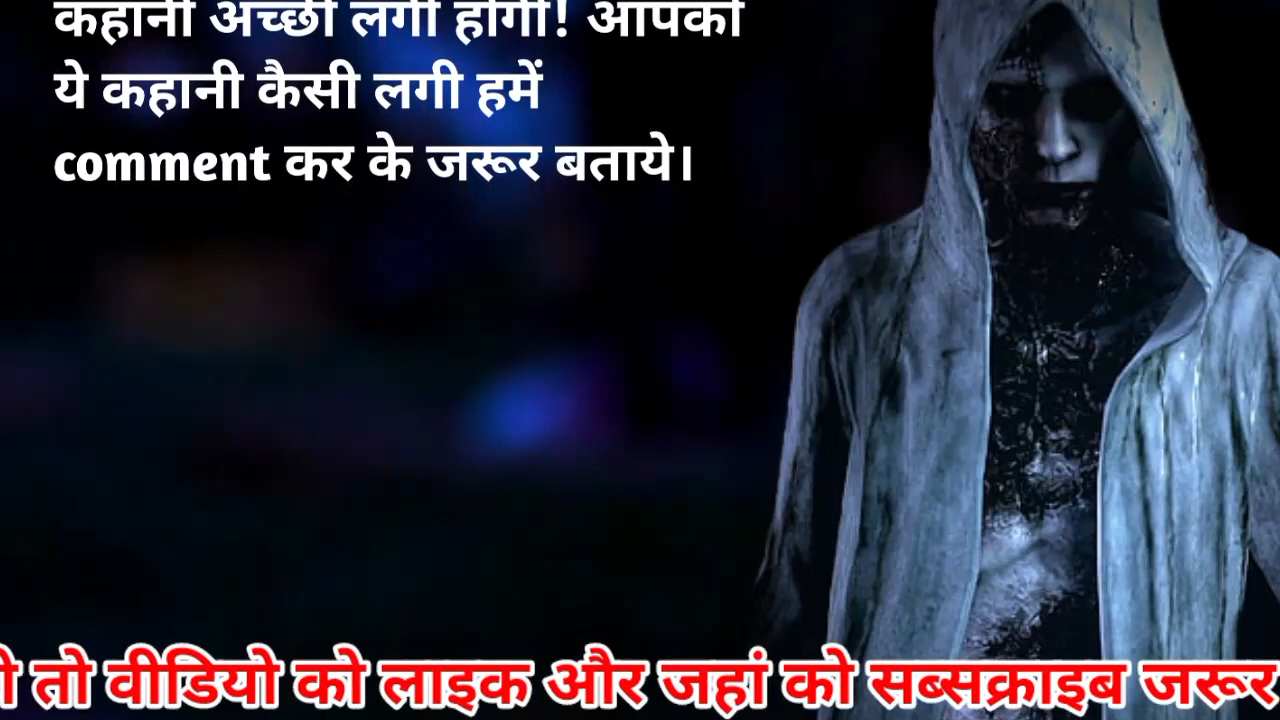 कहानी अच्छी लगी होगी! आपको
ये कहानी कैसी लगी हमें
comment कर के जरूर बताये।
तो वीडियो को लाइक और जहां को सब्सक्राइब जरूर